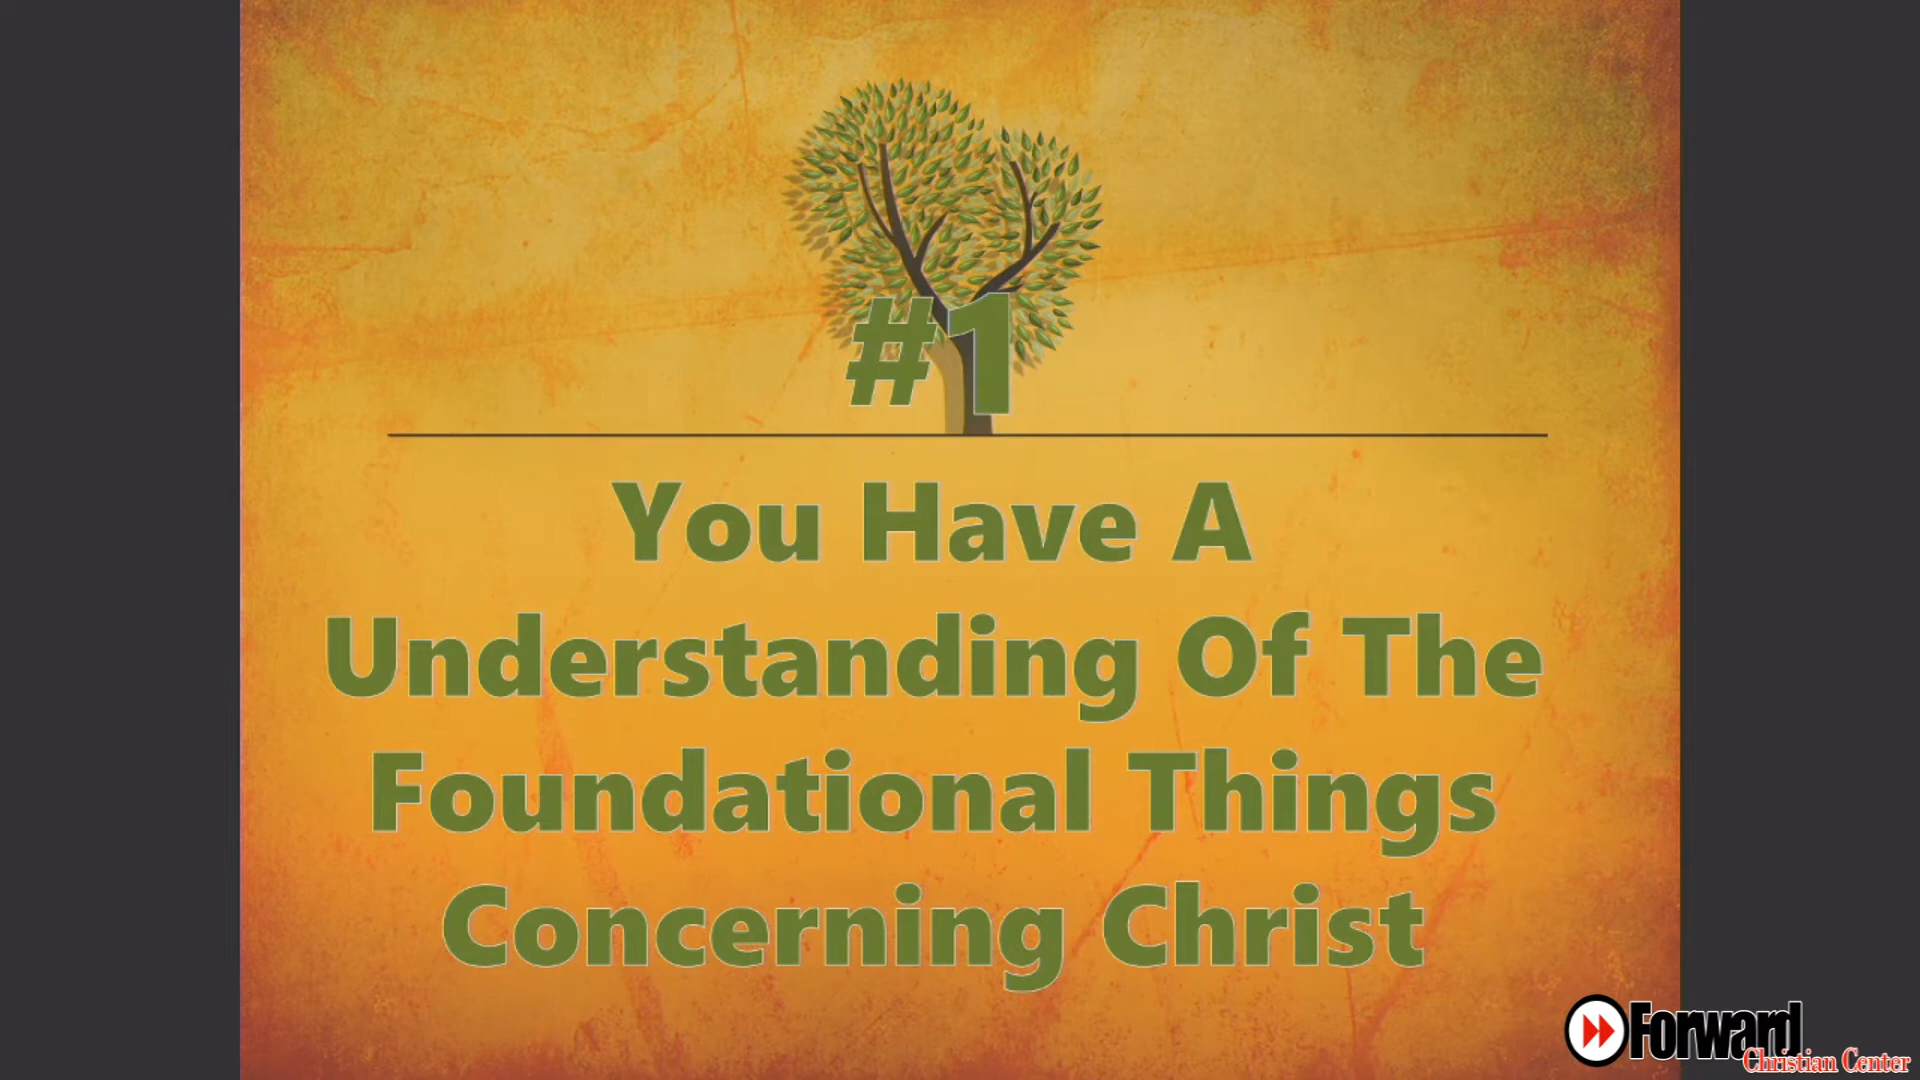 #1
You Have A
Understanding Of The
Foundational Things
Concerning Christ
Forward
Christian Center